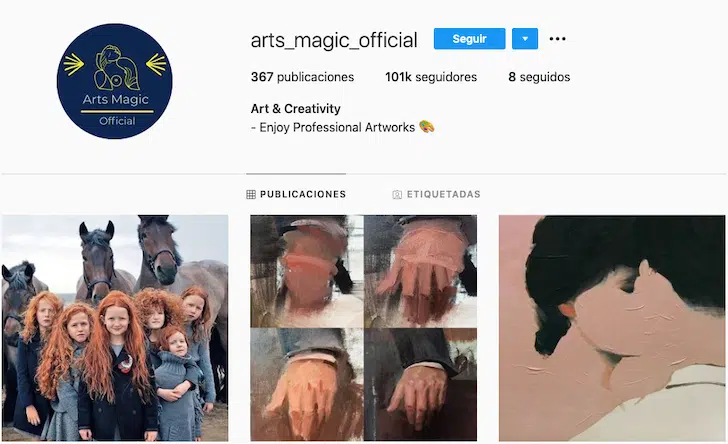 Arts Magic
Official
arts_magic_official
Seguir
367 publicaciones
101k seguidores
8 seguidos
Art & Creativity
- Enjoy Professional Artworks 🎨
PUBLICACIONES
ETIQUETADAS